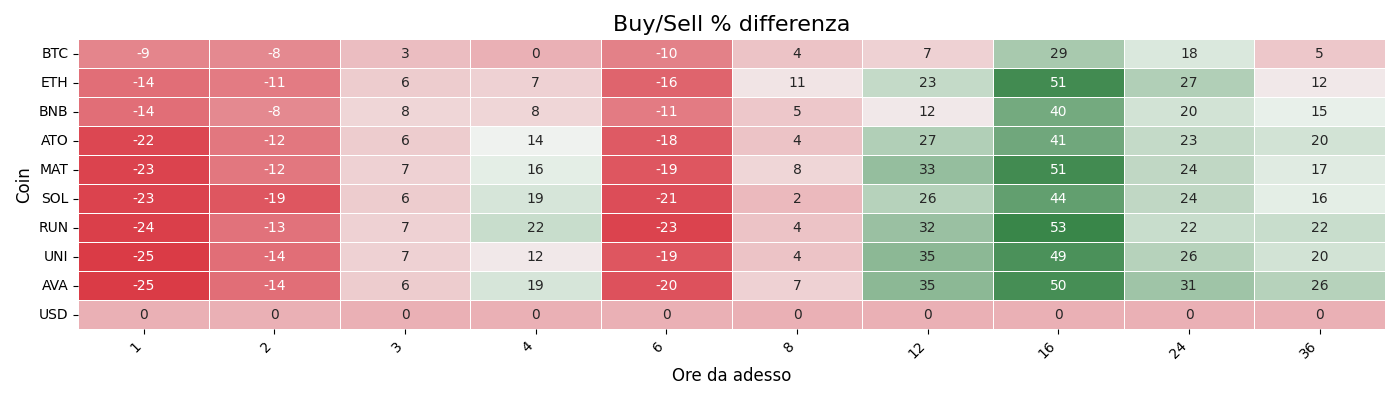 Buy/Sell % differenza
Coin
BTC -9 -8 3 0 -10 4 7 29 18 5
ETH -14 -11 6 7 -16 11 23 51 27 12
BNB -14 -8 8 8 -11 5 12 40 20 15
ATO -22 -12 6 14 -18 4 27 41 23 20
MAT -23 -12 7 16 -19 8 33 51 24 17
SOL -23 -19 6 19 -21 2 26 44 24 16
RUN -24 -13 7 22 -23 4 32 53 22 22
UNI -25 -14 7 12 -19 4 35 49 26 20
AVA -25 -14 6 19 -20 7 35 50 31 26
USD 0 0 0 0 0 0 0 0 0 0
1 2 3 4 6 8 12 16 24 36
Ore da adesso